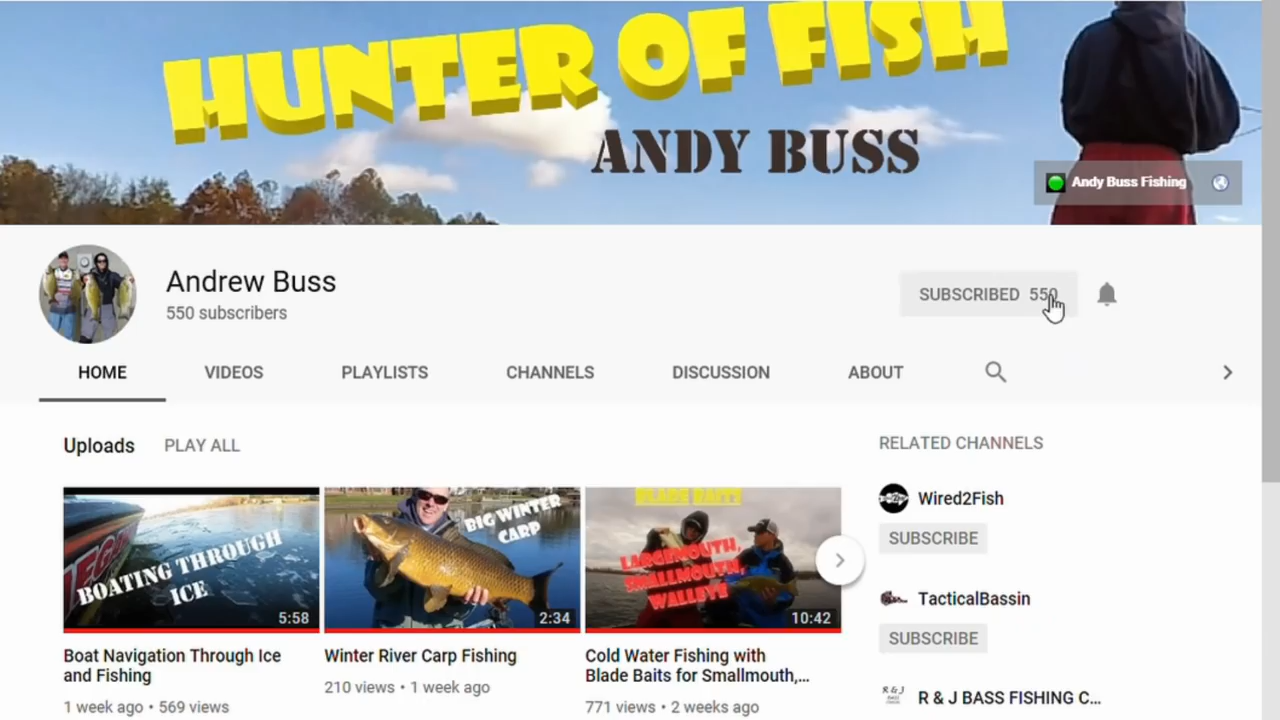 HUNTER OF FISH
ANDY BUSS
Andy Buss Fishing
Andrew Buss
550 subscribers
SUBSCRIBED 550
HOME VIDEOS PLAYLISTS CHANNELS DISCUSSION ABOUT
Uploads PLAY ALL
RELATED CHANNELS
BOATING THROUGH
ICE
5:58
BIG WINTER
CARP
2:34
BLADE BAITS
LARGEMOUTH,
SMALLMOUTH,
WALLEYE
10:42
Boat Navigation Through Ice
and Fishing
1 week ago • 569 views
Winter River Carp Fishing
210 views • 1 week ago
Cold Water Fishing with
Blade Baits for Smallmouth,...
771 views • 2 weeks ago
Wired2Fish
SUBSCRIBE
TacticalBassin
SUBSCRIBE
R & J
R & J BASS FISHING C...